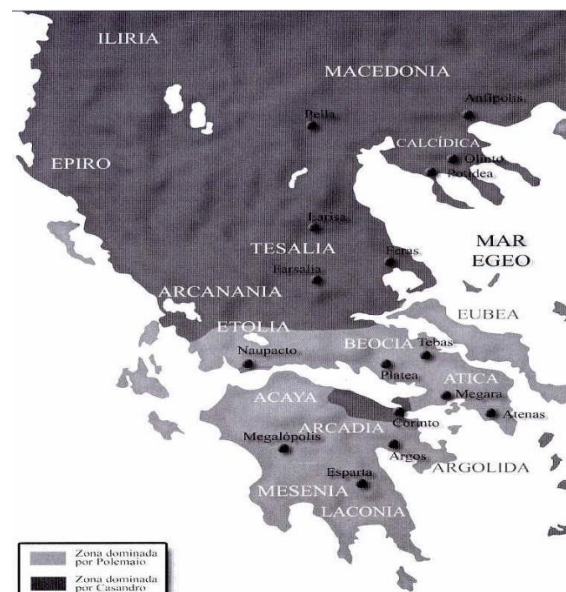 ILIRIA
MACEDONIA
Anfípolis
Pella
CALCÍDICA
Olinto
Potidea
EPIRO
Larisa
TESALIA
Feras
MAR
EGEO
Farsalia
ARCANANIA
EUBEA
ETOLIA
BEOCIA
Tebas
Naupacto
Platea
ATICA
Megara
ACAYA
Atenas
Corinto
ARCADIA
Megalópolis
Argos
ARGOLIDA
Esparta
MESENIA
LACONIA
Zona dominada
por Polemaio
Zona dominada
por Casandro